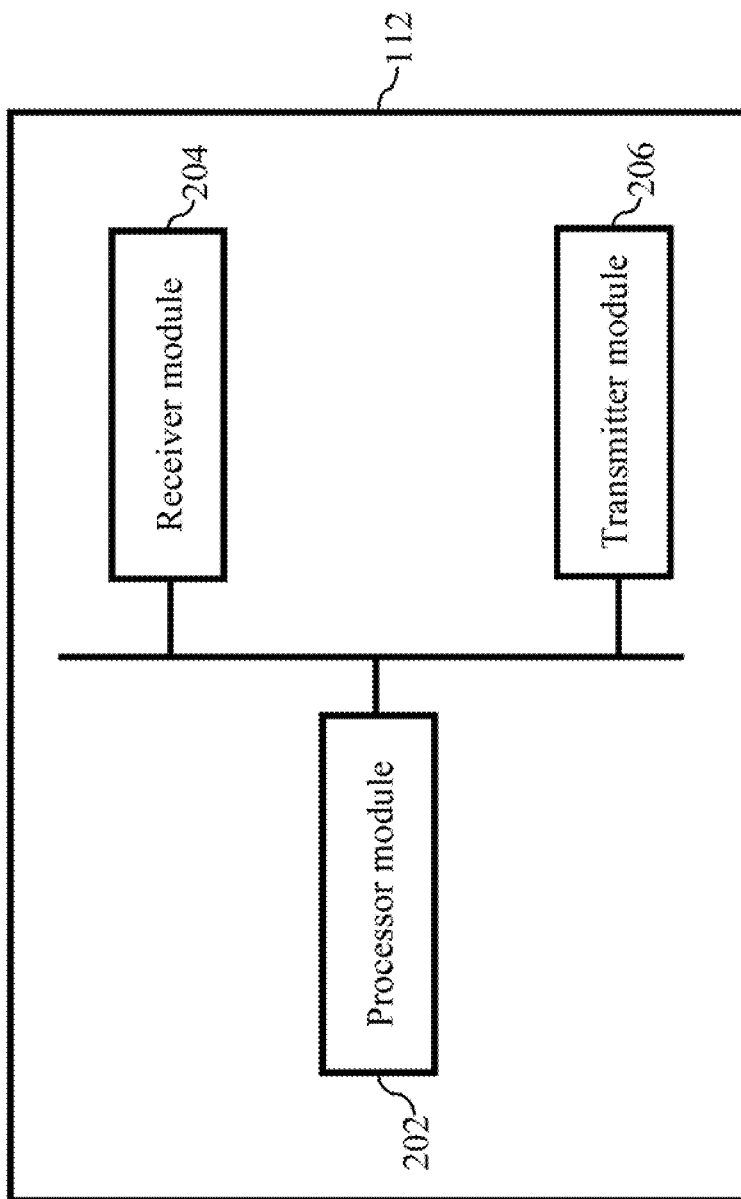 112
204
Receiver module
206
Transmitter module
Processor module
202